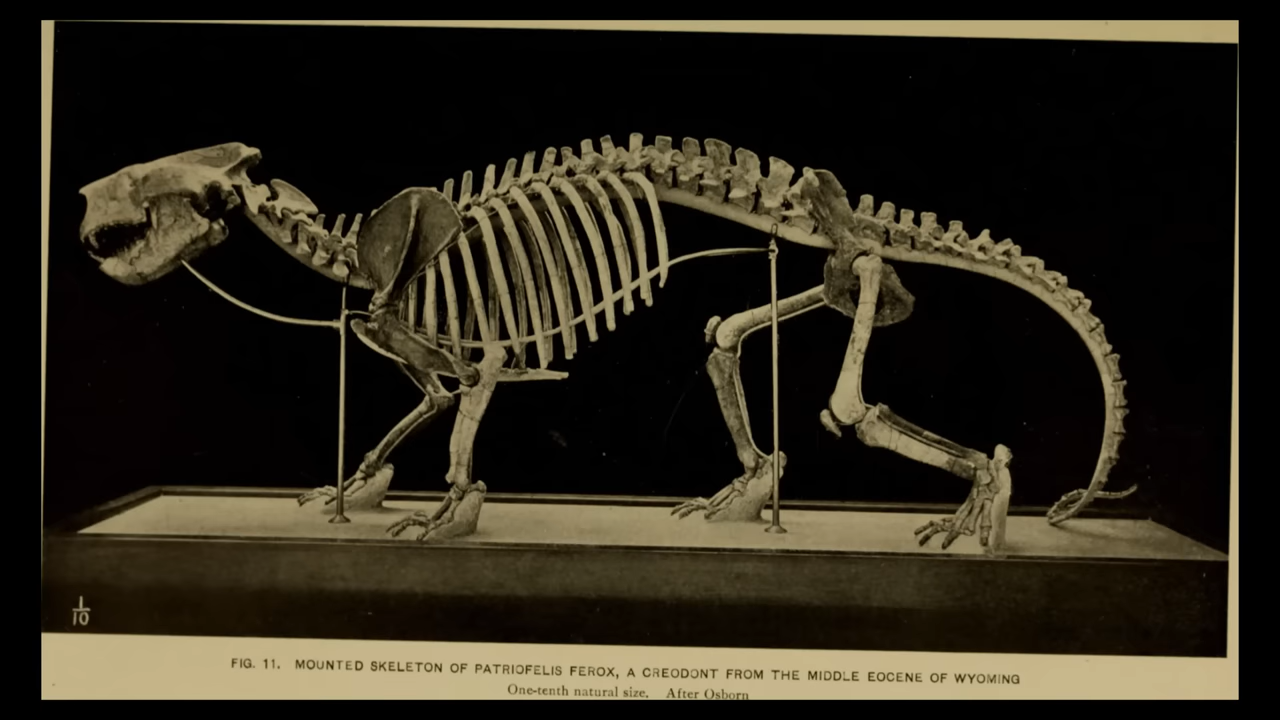 1/10
FIG. 11. MOUNTED SKELETON OF PATRIOFELIS FEROX, A CREODONT FROM THE MIDDLE EOCENE OF WYOMING
One-tenth natural size. After Osborn